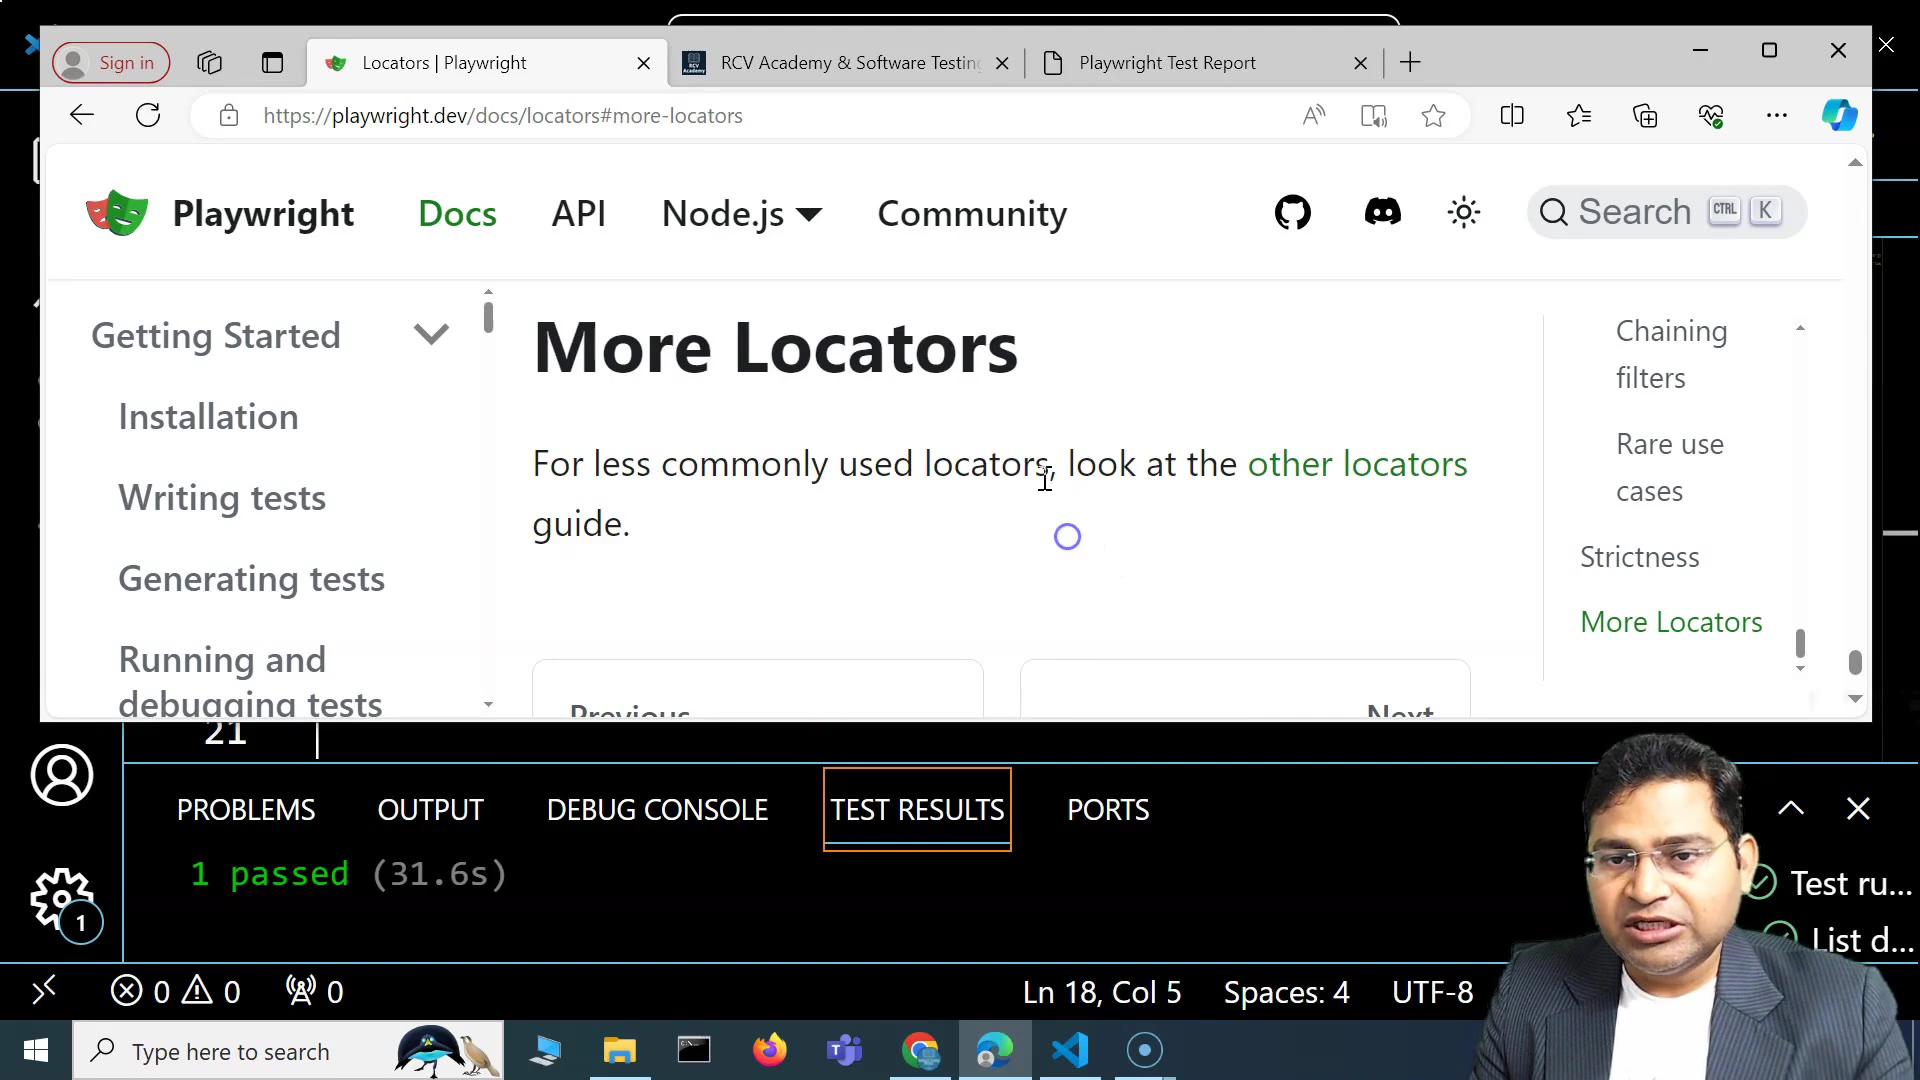 Sign in
Locators | Playwright
RCV Academy & Software Testing
Playwright Test Report
https://playwright.dev/docs/locators#more-locators
Playwright
Docs
API
Node.js
Community
Search
CTRL
K
Getting Started
Installation
Writing tests
Generating tests
Running and
debugging tests
More Locators
For less commonly used locators, look at the other locators
guide.
Previous
Next
Chaining
filters
Rare use
cases
Strictness
More Locators
21
PROBLEMS
OUTPUT
DEBUG CONSOLE
TEST RESULTS
PORTS
1 passed (31.6s)
Test ru...
List d...
1
0
0
0
Ln 18, Col 5
Spaces: 4
UTF-8
Type here to search